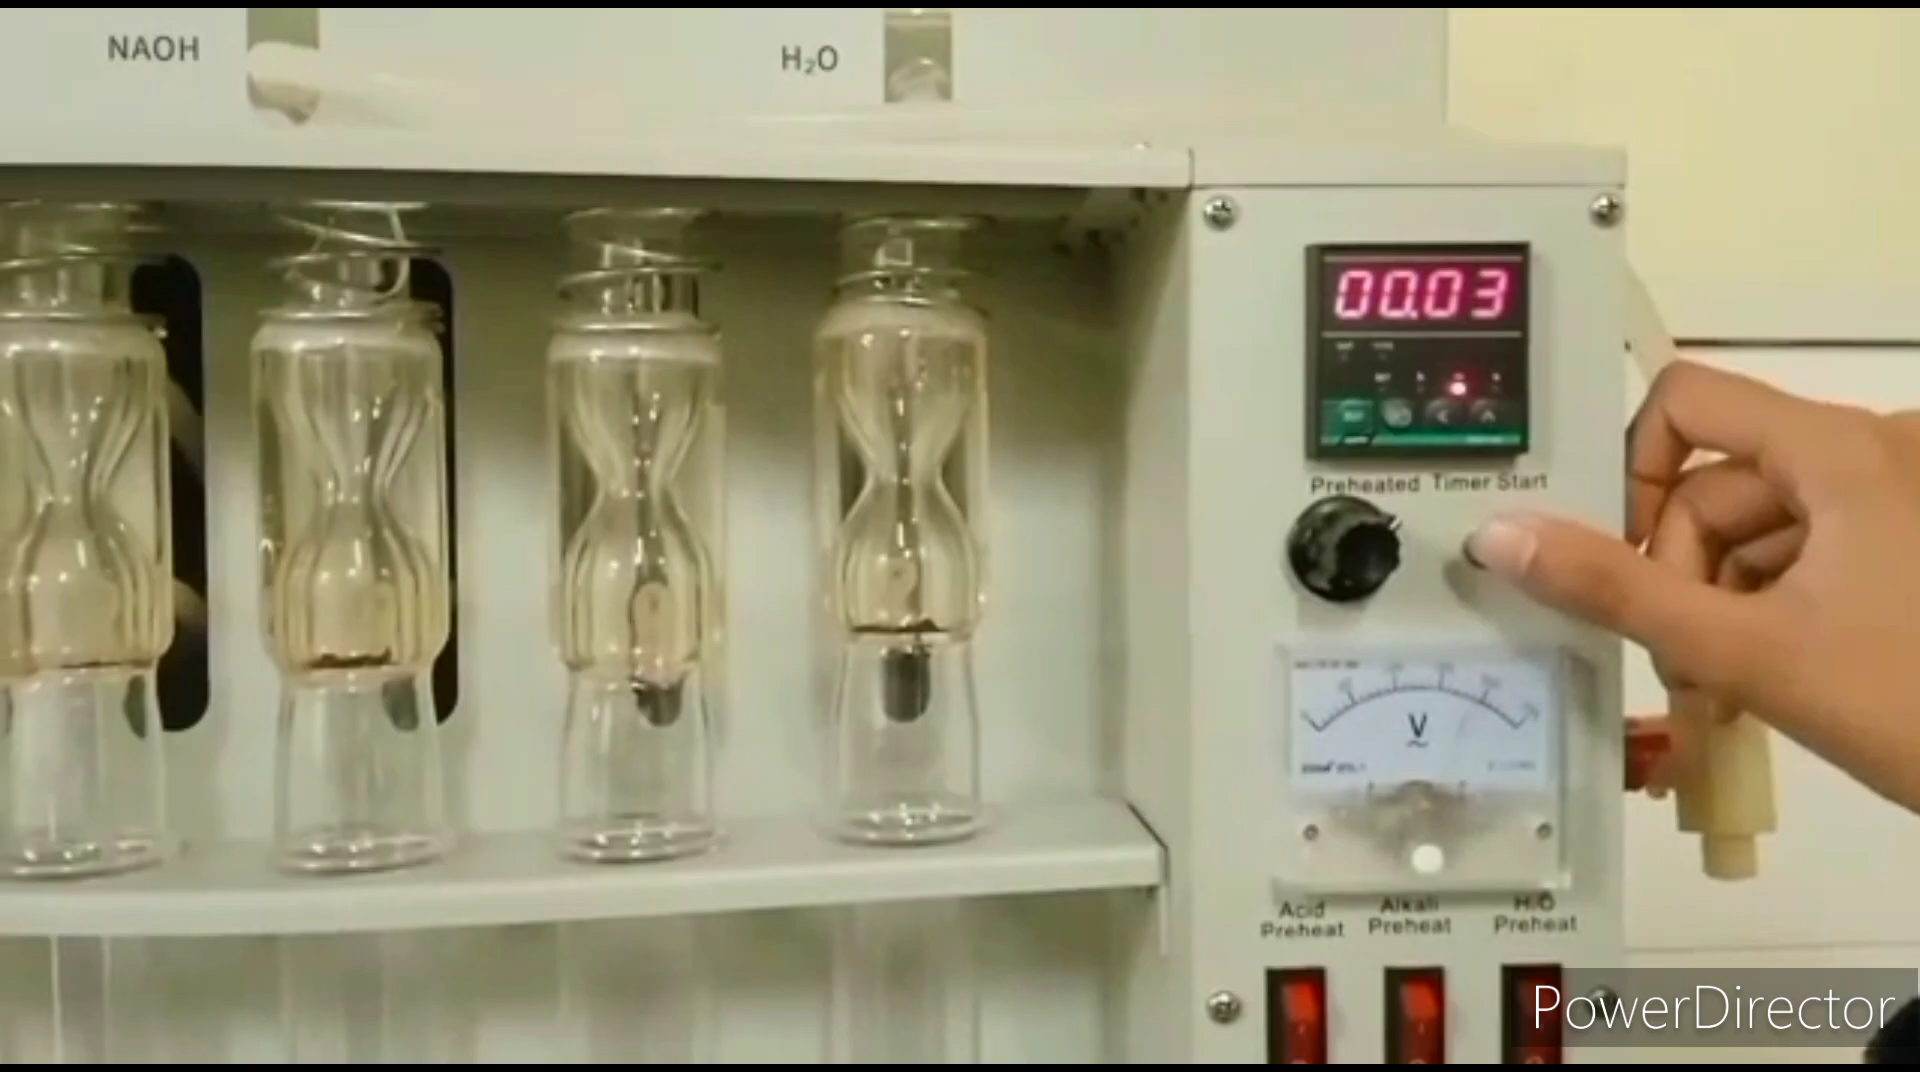 NAOH
H₂O
00.03
Preheated Timer Start
V
Acid
Preheat
Alkali
Preheat
H₂O
Preheat
PowerDirector